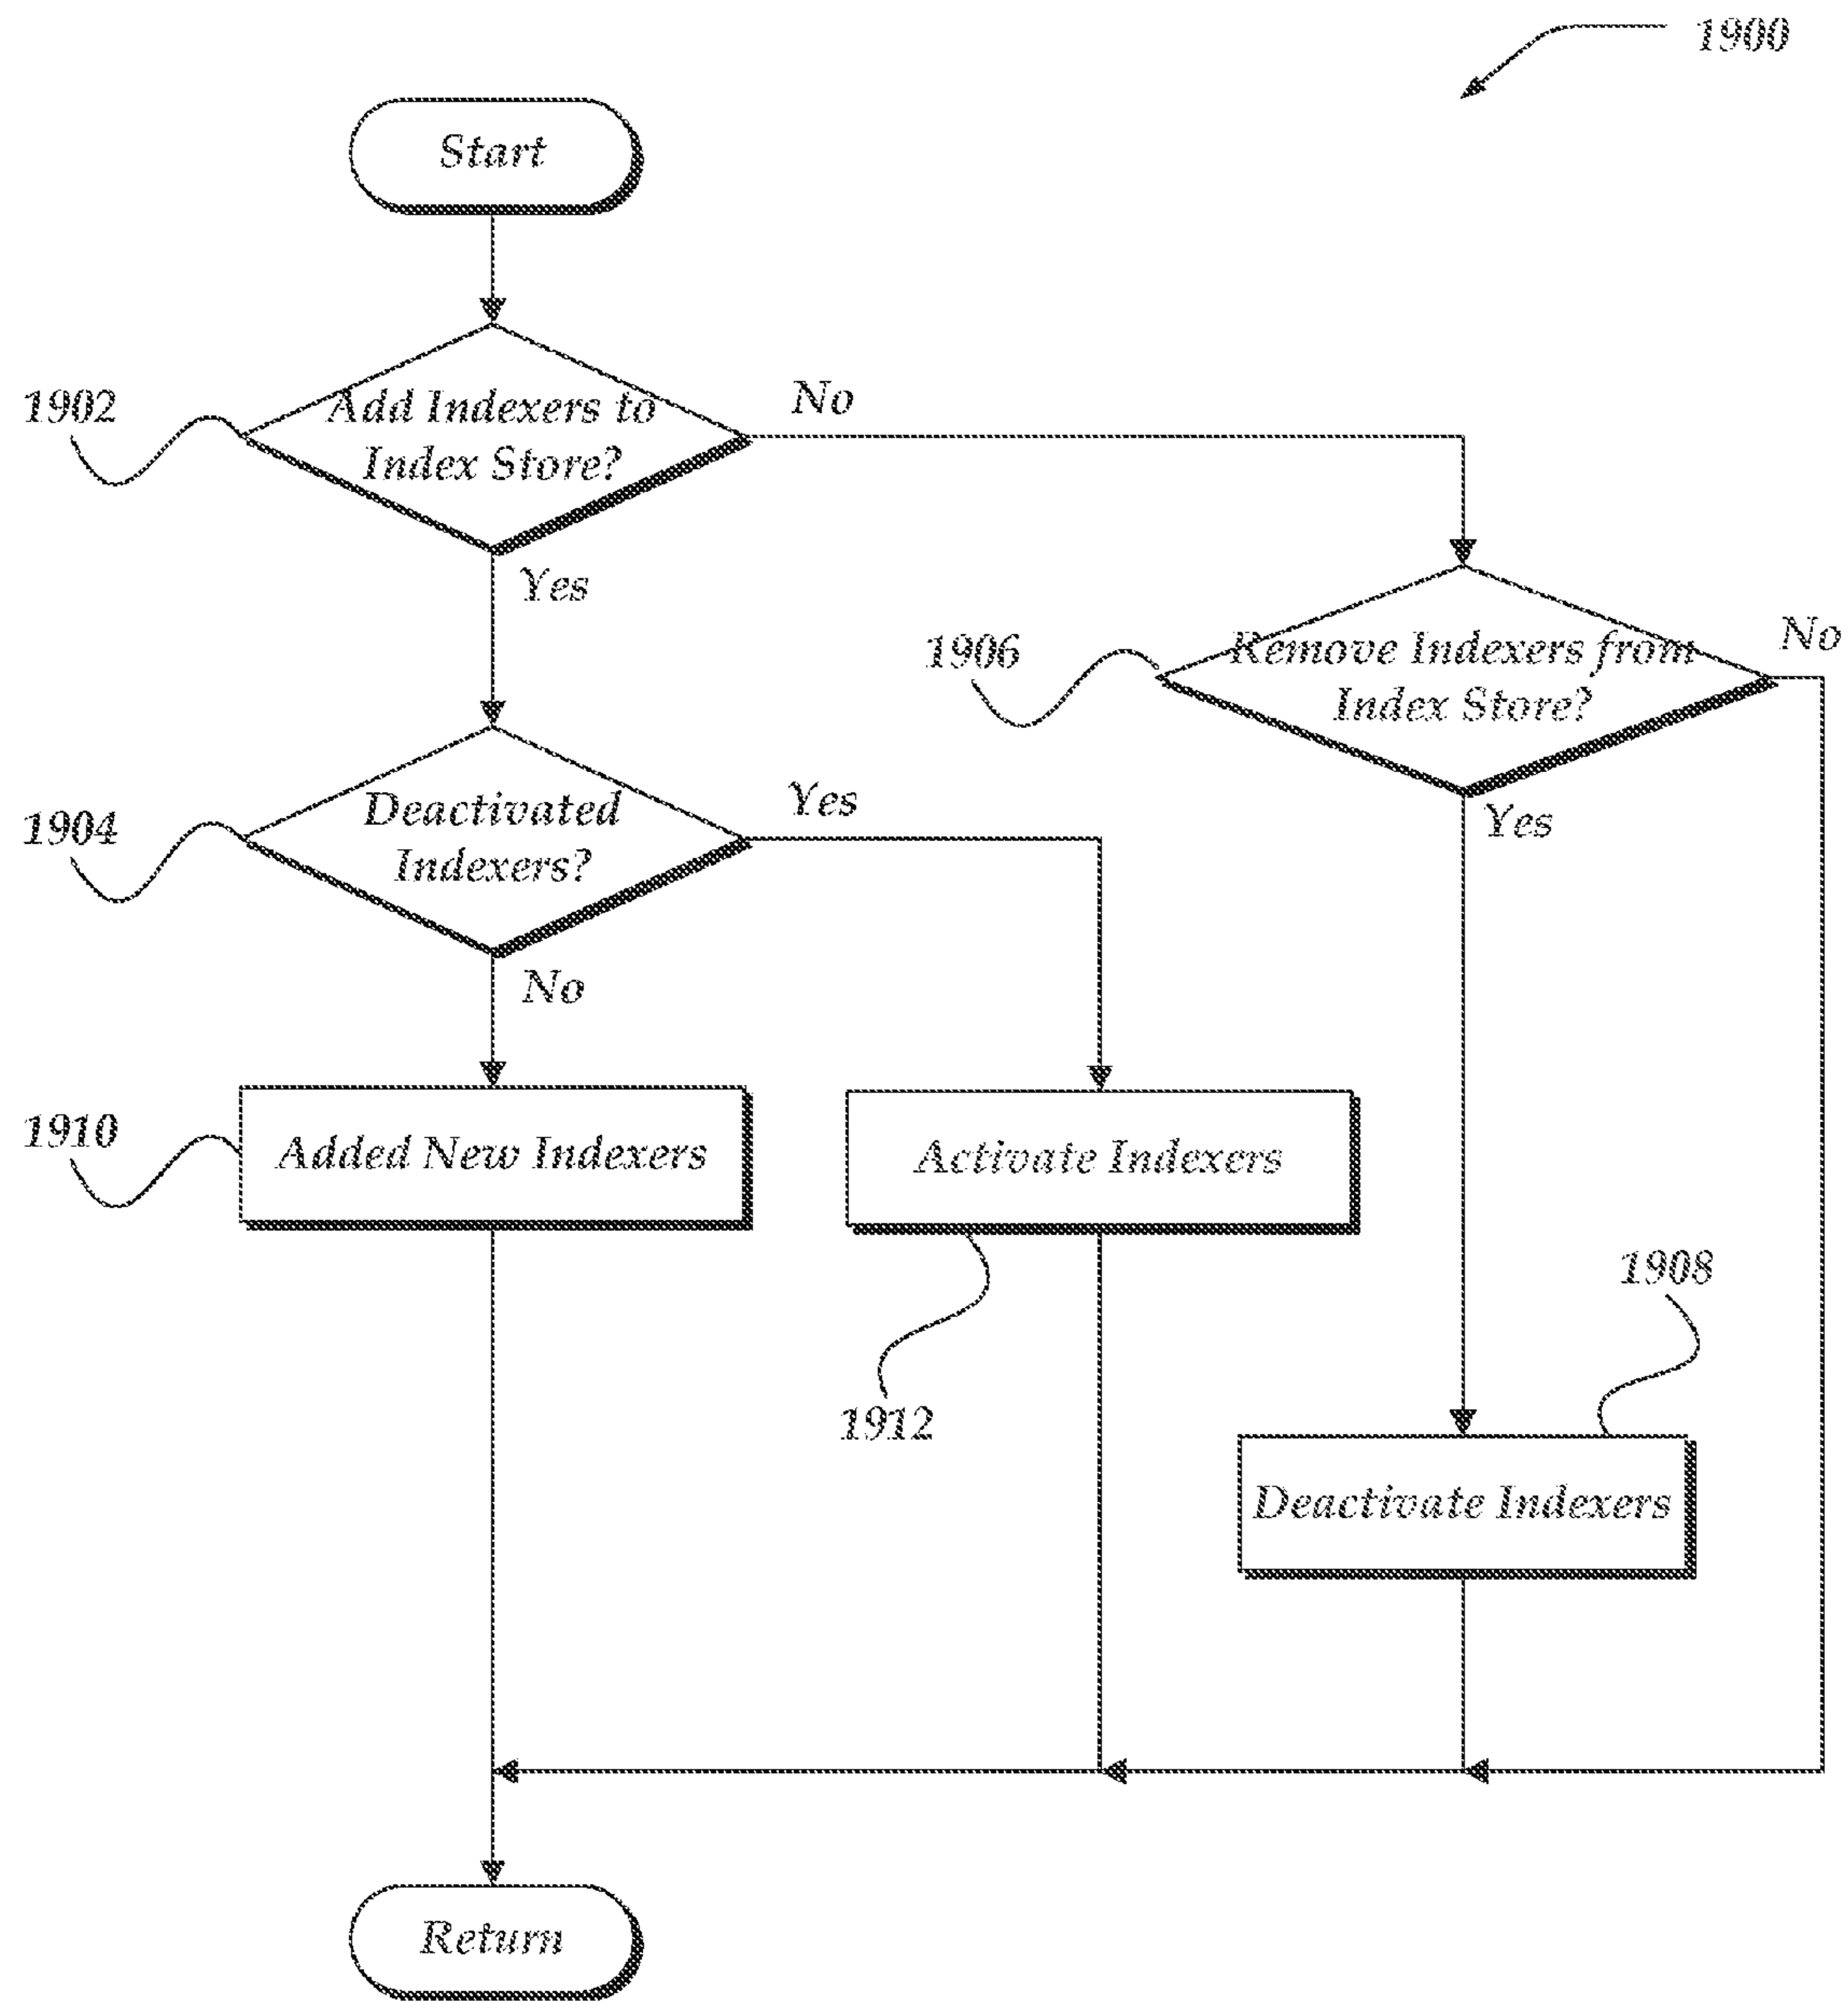 1900
Start
1902
Add Indexers to
Index Store?
No
Yes
1906
Remove Indexers from
Index Store?
No
Yes
1904
Deactivated
Indexers?
Yes
No
1910
Added New Indexers
Activate Indexers
1912
1908
Deactivate Indexers
Return